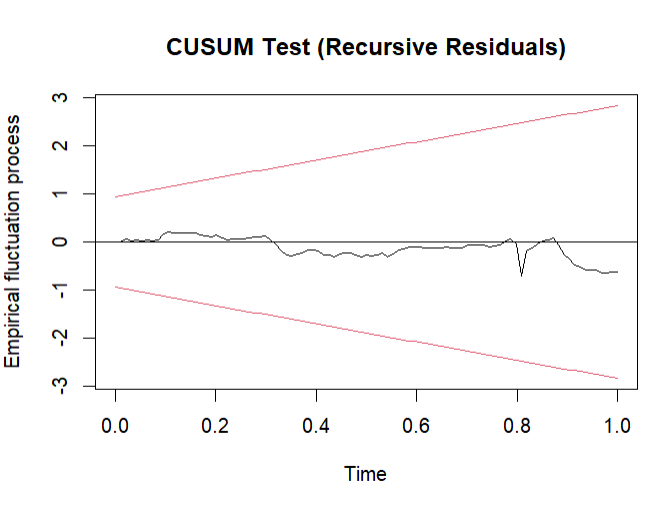 CUSUM Test (Recursive Residuals)
Empirical fluctuation process
3
2
1
0
-1
-2
-3
0.0 0.2 0.4 0.6 0.8 1.0
Time